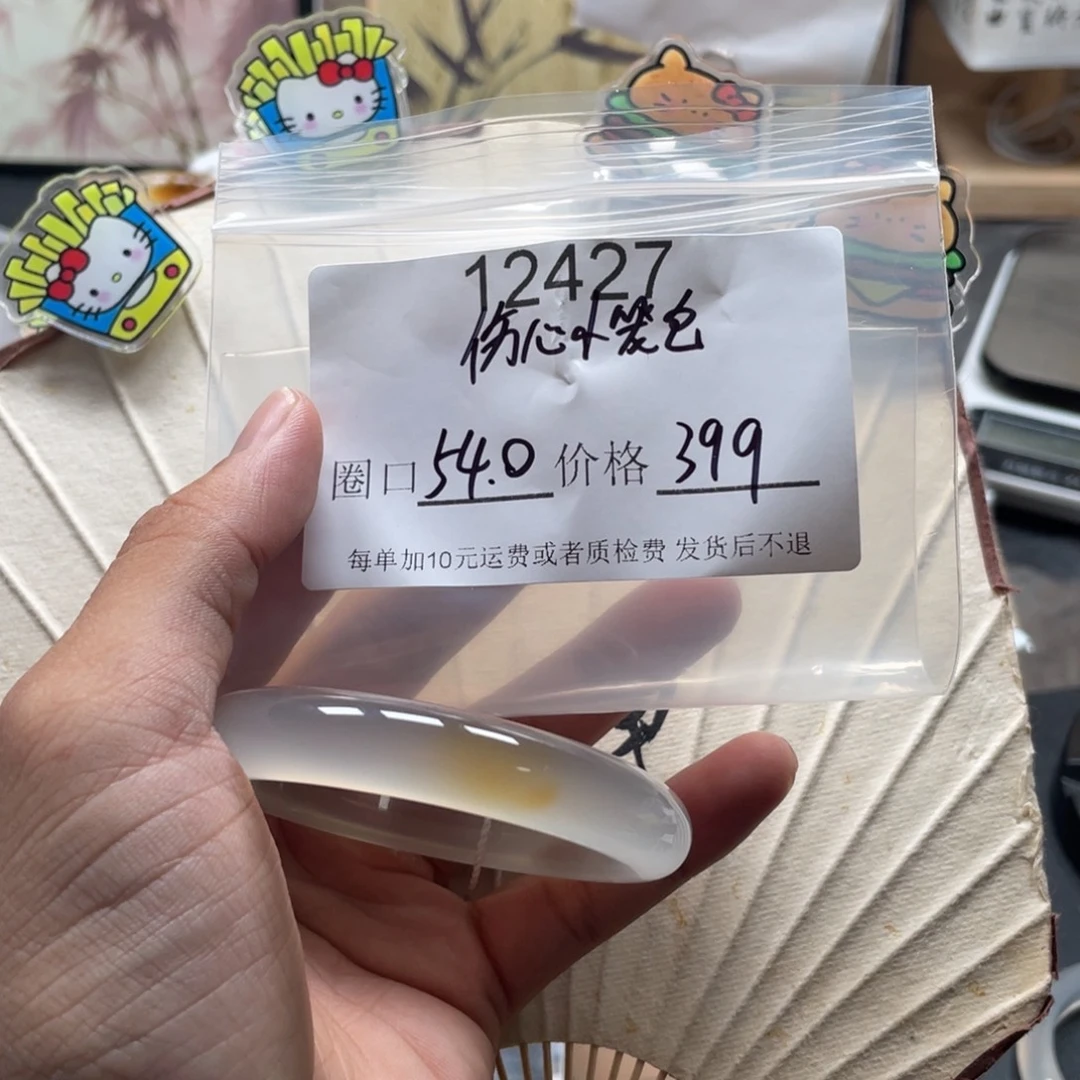 12427
伤心小笼包
圈口 54.0 价格 399
每单加10元运费或者质检费 发货后不退